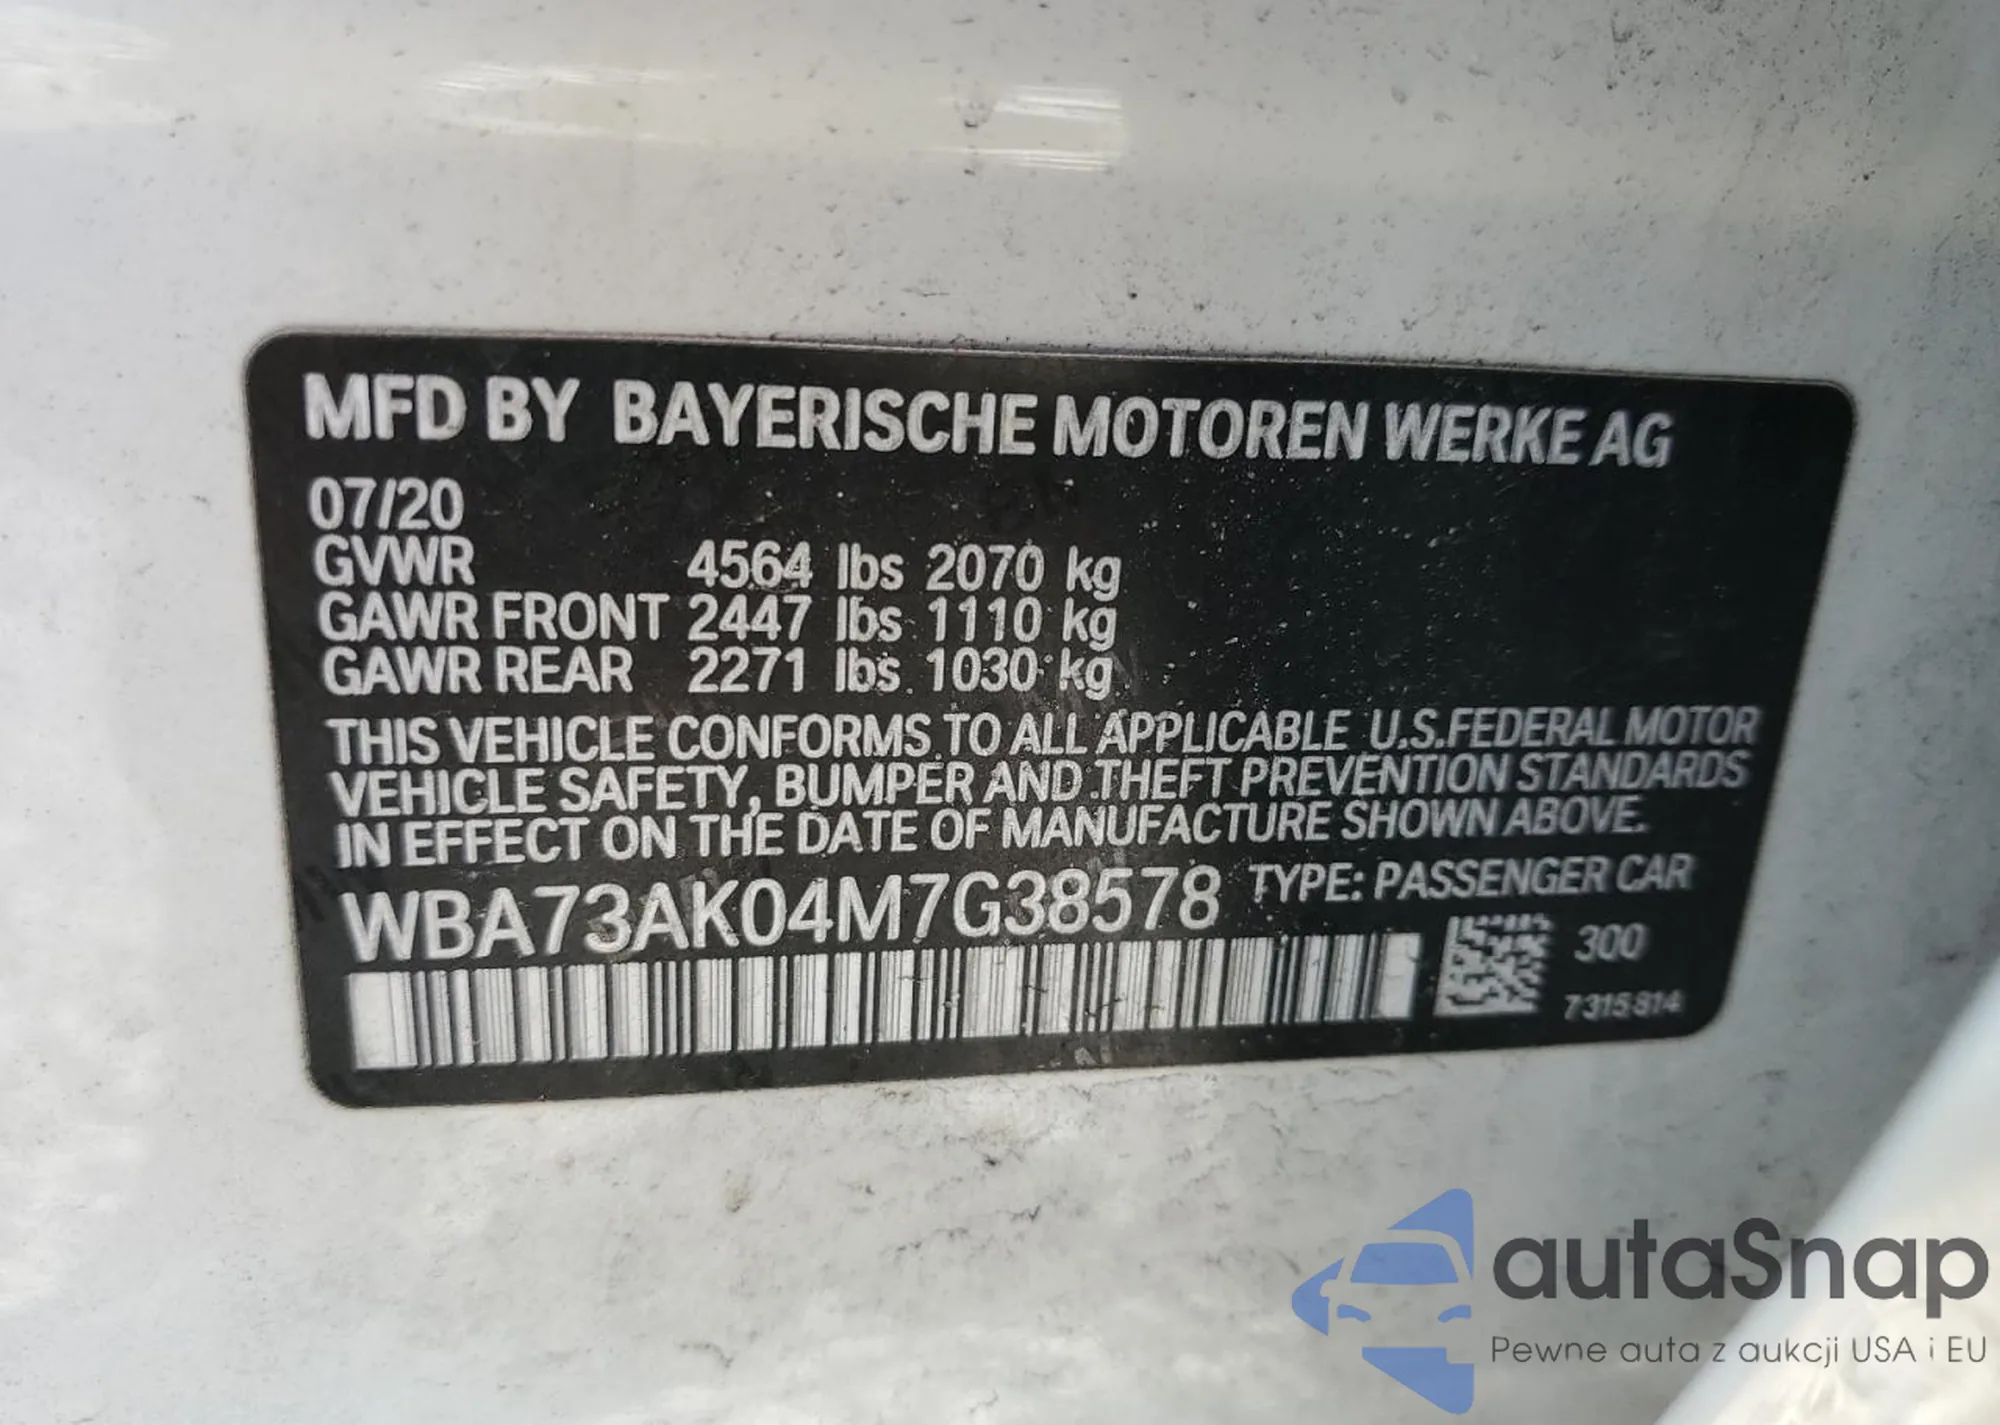 MFD BY BAYERISCHE MOTOREN WERKE AG
07/20
GVWR 4564 lbs 2070 kg
GAWR FRONT 2447 lbs 1110 kg
GAWR REAR 2271 lbs 1030 kg
THIS VEHICLE CONFORMS TO ALL APPLICABLE U.S.FEDERAL MOTOR
VEHICLE SAFETY, BUMPER AND THEFT PREVENTION STANDARDS
IN EFFECT ON THE DATE OF MANUFACTURE SHOWN ABOVE.
WBA73AK04M7G38578 TYPE: PASSENGER CAR
300
7315814
autaSnap
Pewne auta z aukcji USA i EU